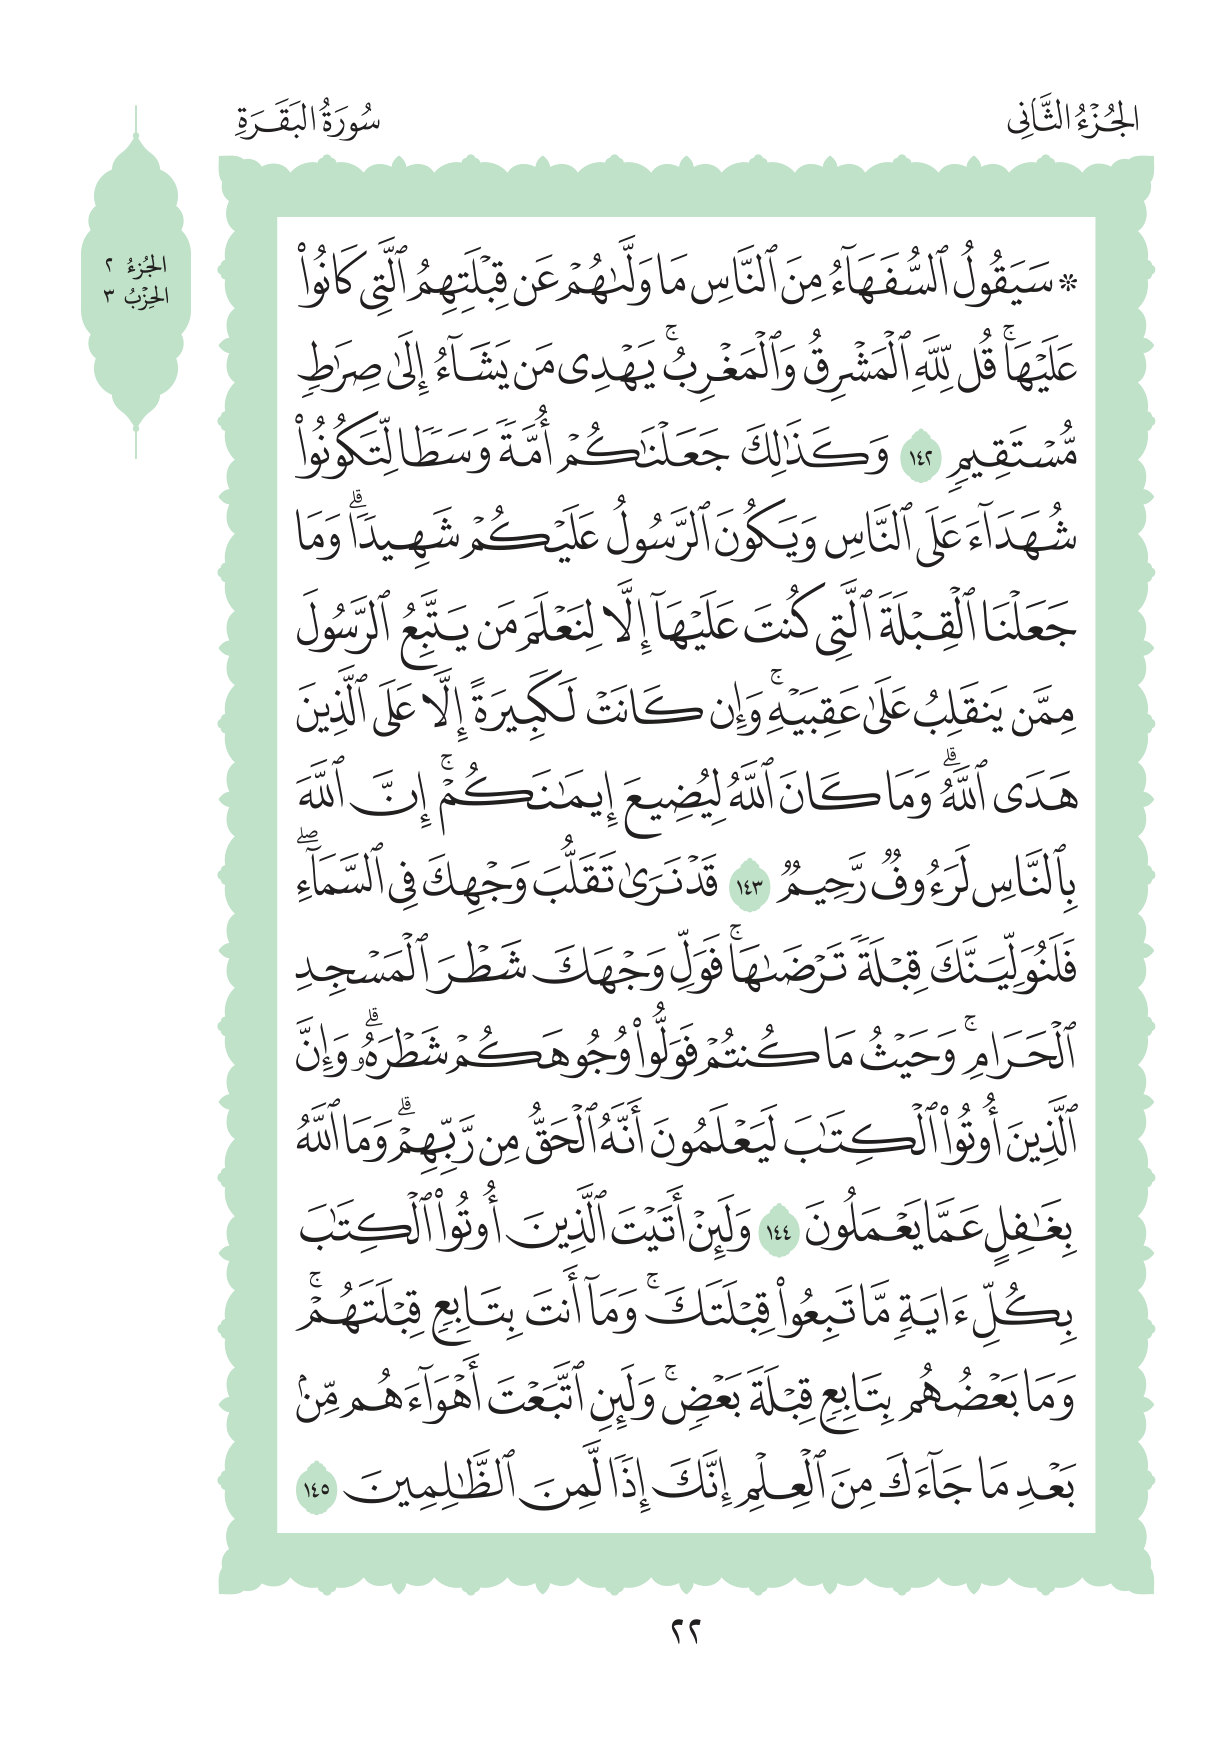 الجُزْءُ الثَّانِي
سُورَةُ البَقَرَةِ
الجُزءُ ٢
الحِزْبُ ٣
۞ سَيَقُولُ ٱلسُّفَهَآءُ مِنَ ٱلنَّاسِ مَا وَلَّىٰهُمْ عَن قِبْلَتِهِمُ ٱلَّتِى كَانُوا۟
عَلَيْهَا ۚ قُل لِّلَّهِ ٱلْمَشْرِقُ وَٱلْمَغْرِبُ ۚ يَهْدِى مَن يَشَآءُ إِلَىٰ صِرَٰطٍ
مُّسْتَقِيمٍ ١٤٢ وَكَذَٰلِكَ جَعَلْنَٰكُمْ أُمَّةً وَسَطًا لِّتَكُونُوا۟
شُهَدَآءَ عَلَى ٱلنَّاسِ وَيَكُونَ ٱلرَّسُولُ عَلَيْكُمْ شَهِيدًا ۗ وَمَا
جَعَلْنَا ٱلْقِبْلَةَ ٱلَّتِى كُنتَ عَلَيْهَآ إِلَّا لِنَعْلَمَ مَن يَتَّبِعُ ٱلرَّسُولَ
مِمَّن يَنقَلِبُ عَلَىٰ عَقِبَيْهِ ۚ وَإِن كَانَتْ لَكَبِيرَةً إِلَّا عَلَى ٱلَّذِينَ
هَدَى ٱللَّهُ ۗ وَمَا كَانَ ٱللَّهُ لِيُضِيعَ إِيمَٰنَكُمْ ۚ إِنَّ ٱللَّهَ
بِٱلنَّاسِ لَرَءُوفٌ رَّحِيمٌ ١٤٣ قَدْ نَرَىٰ تَقَلُّبَ وَجْهِكَ فِى ٱلسَّمَآءِ ۖ
فَلَنُوَلِّيَنَّكَ قِبْلَةً تَرْضَىٰهَا ۚ فَوَلِّ وَجْهَكَ شَطْرَ ٱلْمَسْجِدِ
ٱلْحَرَامِ ۚ وَحَيْثُ مَا كُنتُمْ فَوَلُّوا۟ وُجُوهَكُمْ شَطْرَهُۥ ۗ وَإِنَّ
ٱلَّذِينَ أُوتُوا۟ ٱلْكِتَٰبَ لَيَعْلَمُونَ أَنَّهُ ٱلْحَقُّ مِن رَّبِّهِمْ ۗ وَمَا ٱللَّهُ
بِغَٰفِلٍ عَمَّا يَعْمَلُونَ ١٤٤ وَلَئِنْ أَتَيْتَ ٱلَّذِينَ أُوتُوا۟ ٱلْكِتَٰبَ
بِكُلِّ ءَايَةٍ مَّا تَبِعُوا۟ قِبْلَتَكَ ۚ وَمَآ أَنتَ بِتَابِعٍ قِبْلَتَهُمْ ۚ
وَمَا بَعْضُهُم بِتَابِعٍ قِبْلَةَ بَعْضٍ ۚ وَلَئِنِ ٱتَّبَعْتَ أَهْوَآءَهُم مِّنۢ
بَعْدِ مَا جَآءَكَ مِنَ ٱلْعِلْمِ إِنَّكَ إِذًا لَّمِنَ ٱلظَّٰلِمِينَ ١٤٥
٢٢